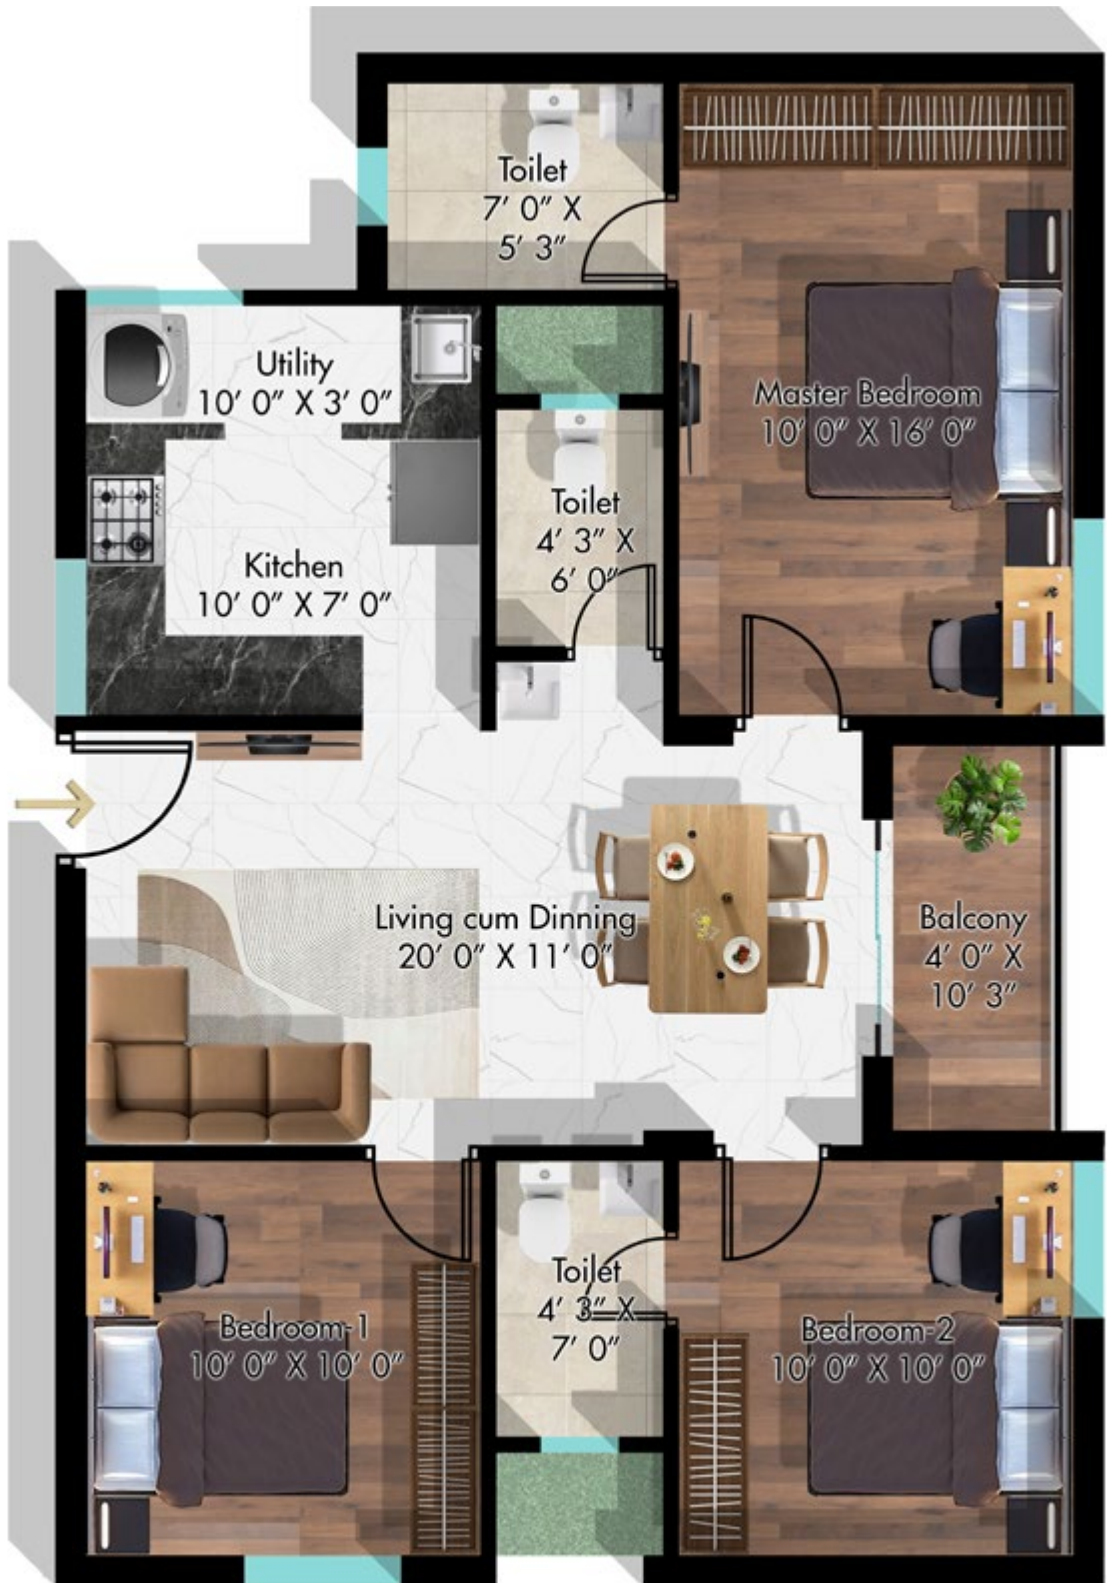 Toilet
7' 0" X
5' 3"
Utility
10' 0" X 3' 0"
Master Bedroom
10' 0" X 16' 0"
Toilet
4' 3" X
6' 0"
Kitchen
10' 0" X 7' 0"
Living cum Dinning
20' 0" X 11' 0"
Balcony
4' 0" X
10' 3"
Bedroom-1
10' 0" X 10' 0"
Toilet
4' 3" X
7' 0"
Bedroom-2
10' 0" X 10' 0"